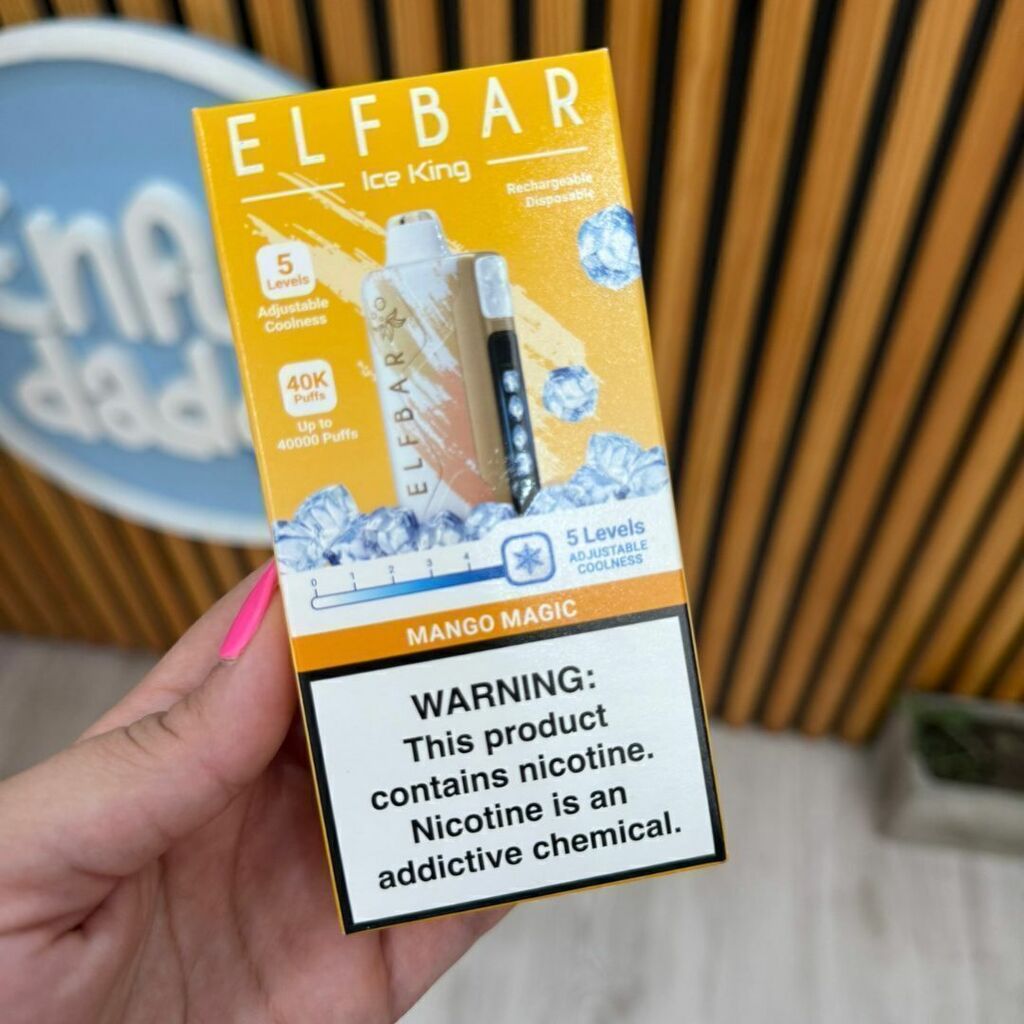 ELFBAR
Ice King
Rechargeable
Disposable
5
Levels
Adjustable
Coolness
40K
Puffs
Up to
40000 Puffs
ELFBAR
0 1 2 3 4
5 Levels
ADJUSTABLE
COOLNESS
MANGO MAGIC
WARNING:
This product
contains nicotine.
Nicotine is an
addictive chemical.